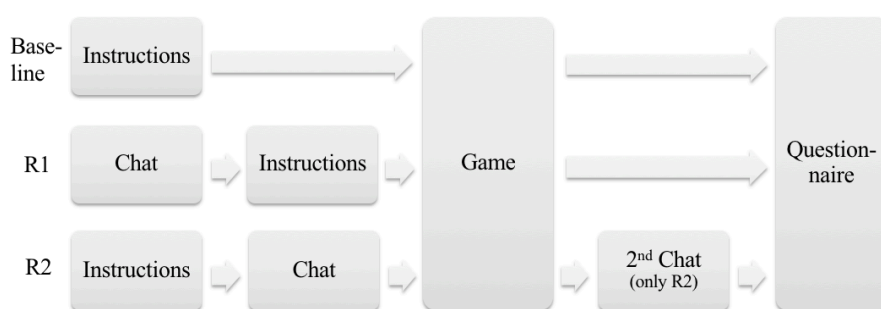 Base-
line
Instructions
R1
Chat
Instructions
Game
Question-
naire
R2
Instructions
Chat
2nd Chat
(only R2)